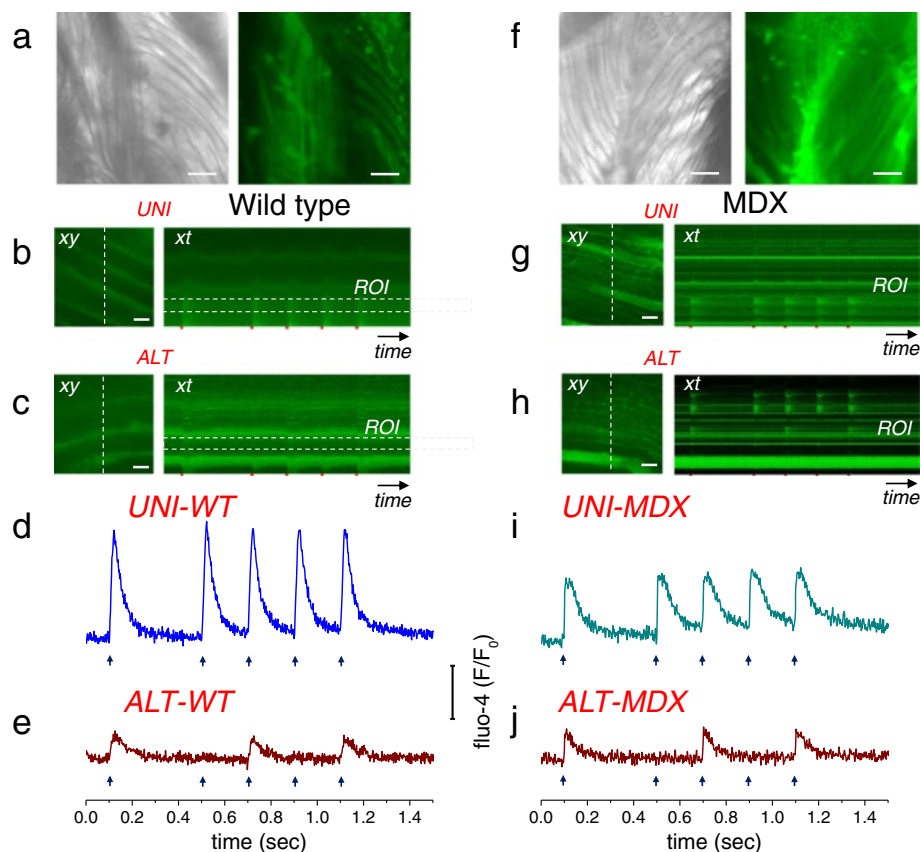 a
f
Wild type
MDX
UNI
UNI
b
xy
xt
ROI
time
g
xy
xt
ROI
time
ALT
ALT
c
xy
xt
ROI
time
h
xy
xt
ROI
time
UNI-WT
UNI-MDX
d
i
fluo-4 (F/F₀)
ALT-WT
ALT-MDX
e
j
0.0 0.2 0.4 0.6 0.8 1.0 1.2 1.4
time (sec)
0.0 0.2 0.4 0.6 0.8 1.0 1.2 1.4
time (sec)